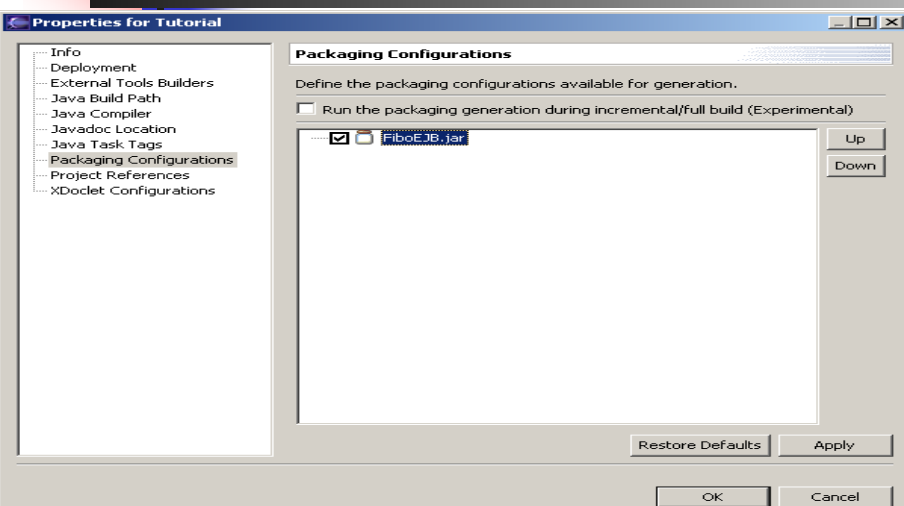 Properties for Tutorial
Info
Deployment
External Tools Builders
Java Build Path
Java Compiler
Javadoc Location
Java Task Tags
Packaging Configurations
Project References
XDoclet Configurations
Packaging Configurations
Define the packaging configurations available for generation.
Run the packaging generation during incremental/full build (Experimental)
FiboEJB.jar
Up
Down
Restore Defaults
Apply
OK
Cancel